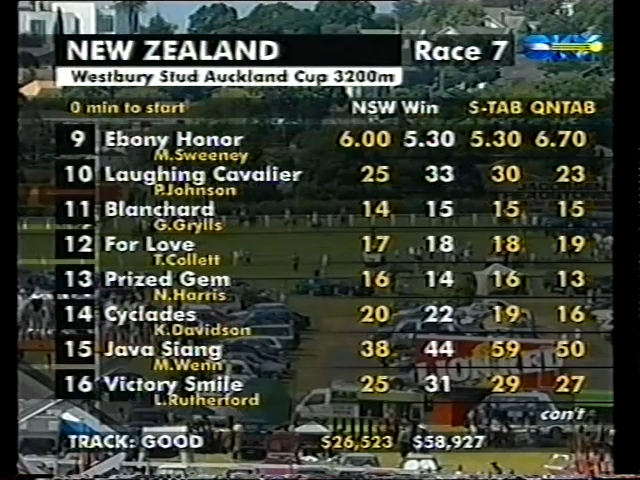 NEW ZEALAND Race 7 SKY
Westbury Stud Auckland Cup 3200m
0 min to start NSW Win S-TAB QNTAB
9 Ebony Honor 6.00 5.30 5.30 6.70
M.Sweeney
10 Laughing Cavalier 25 33 30 23
P.Johnson
11 Blanchard 14 15 15 15
G.Grylls
12 For Love 17 18 18 19
T.Collett
13 Prized Gem 16 14 16 13
N.Harris
14 Cyclades 20 22 19 16
K.Davidson
15 Java Siang 38 44 59 50
M.Wenn
16 Victory Smile 25 31 29 27
L.Rutherford
con't
TRACK: GOOD $26,523 $58,927